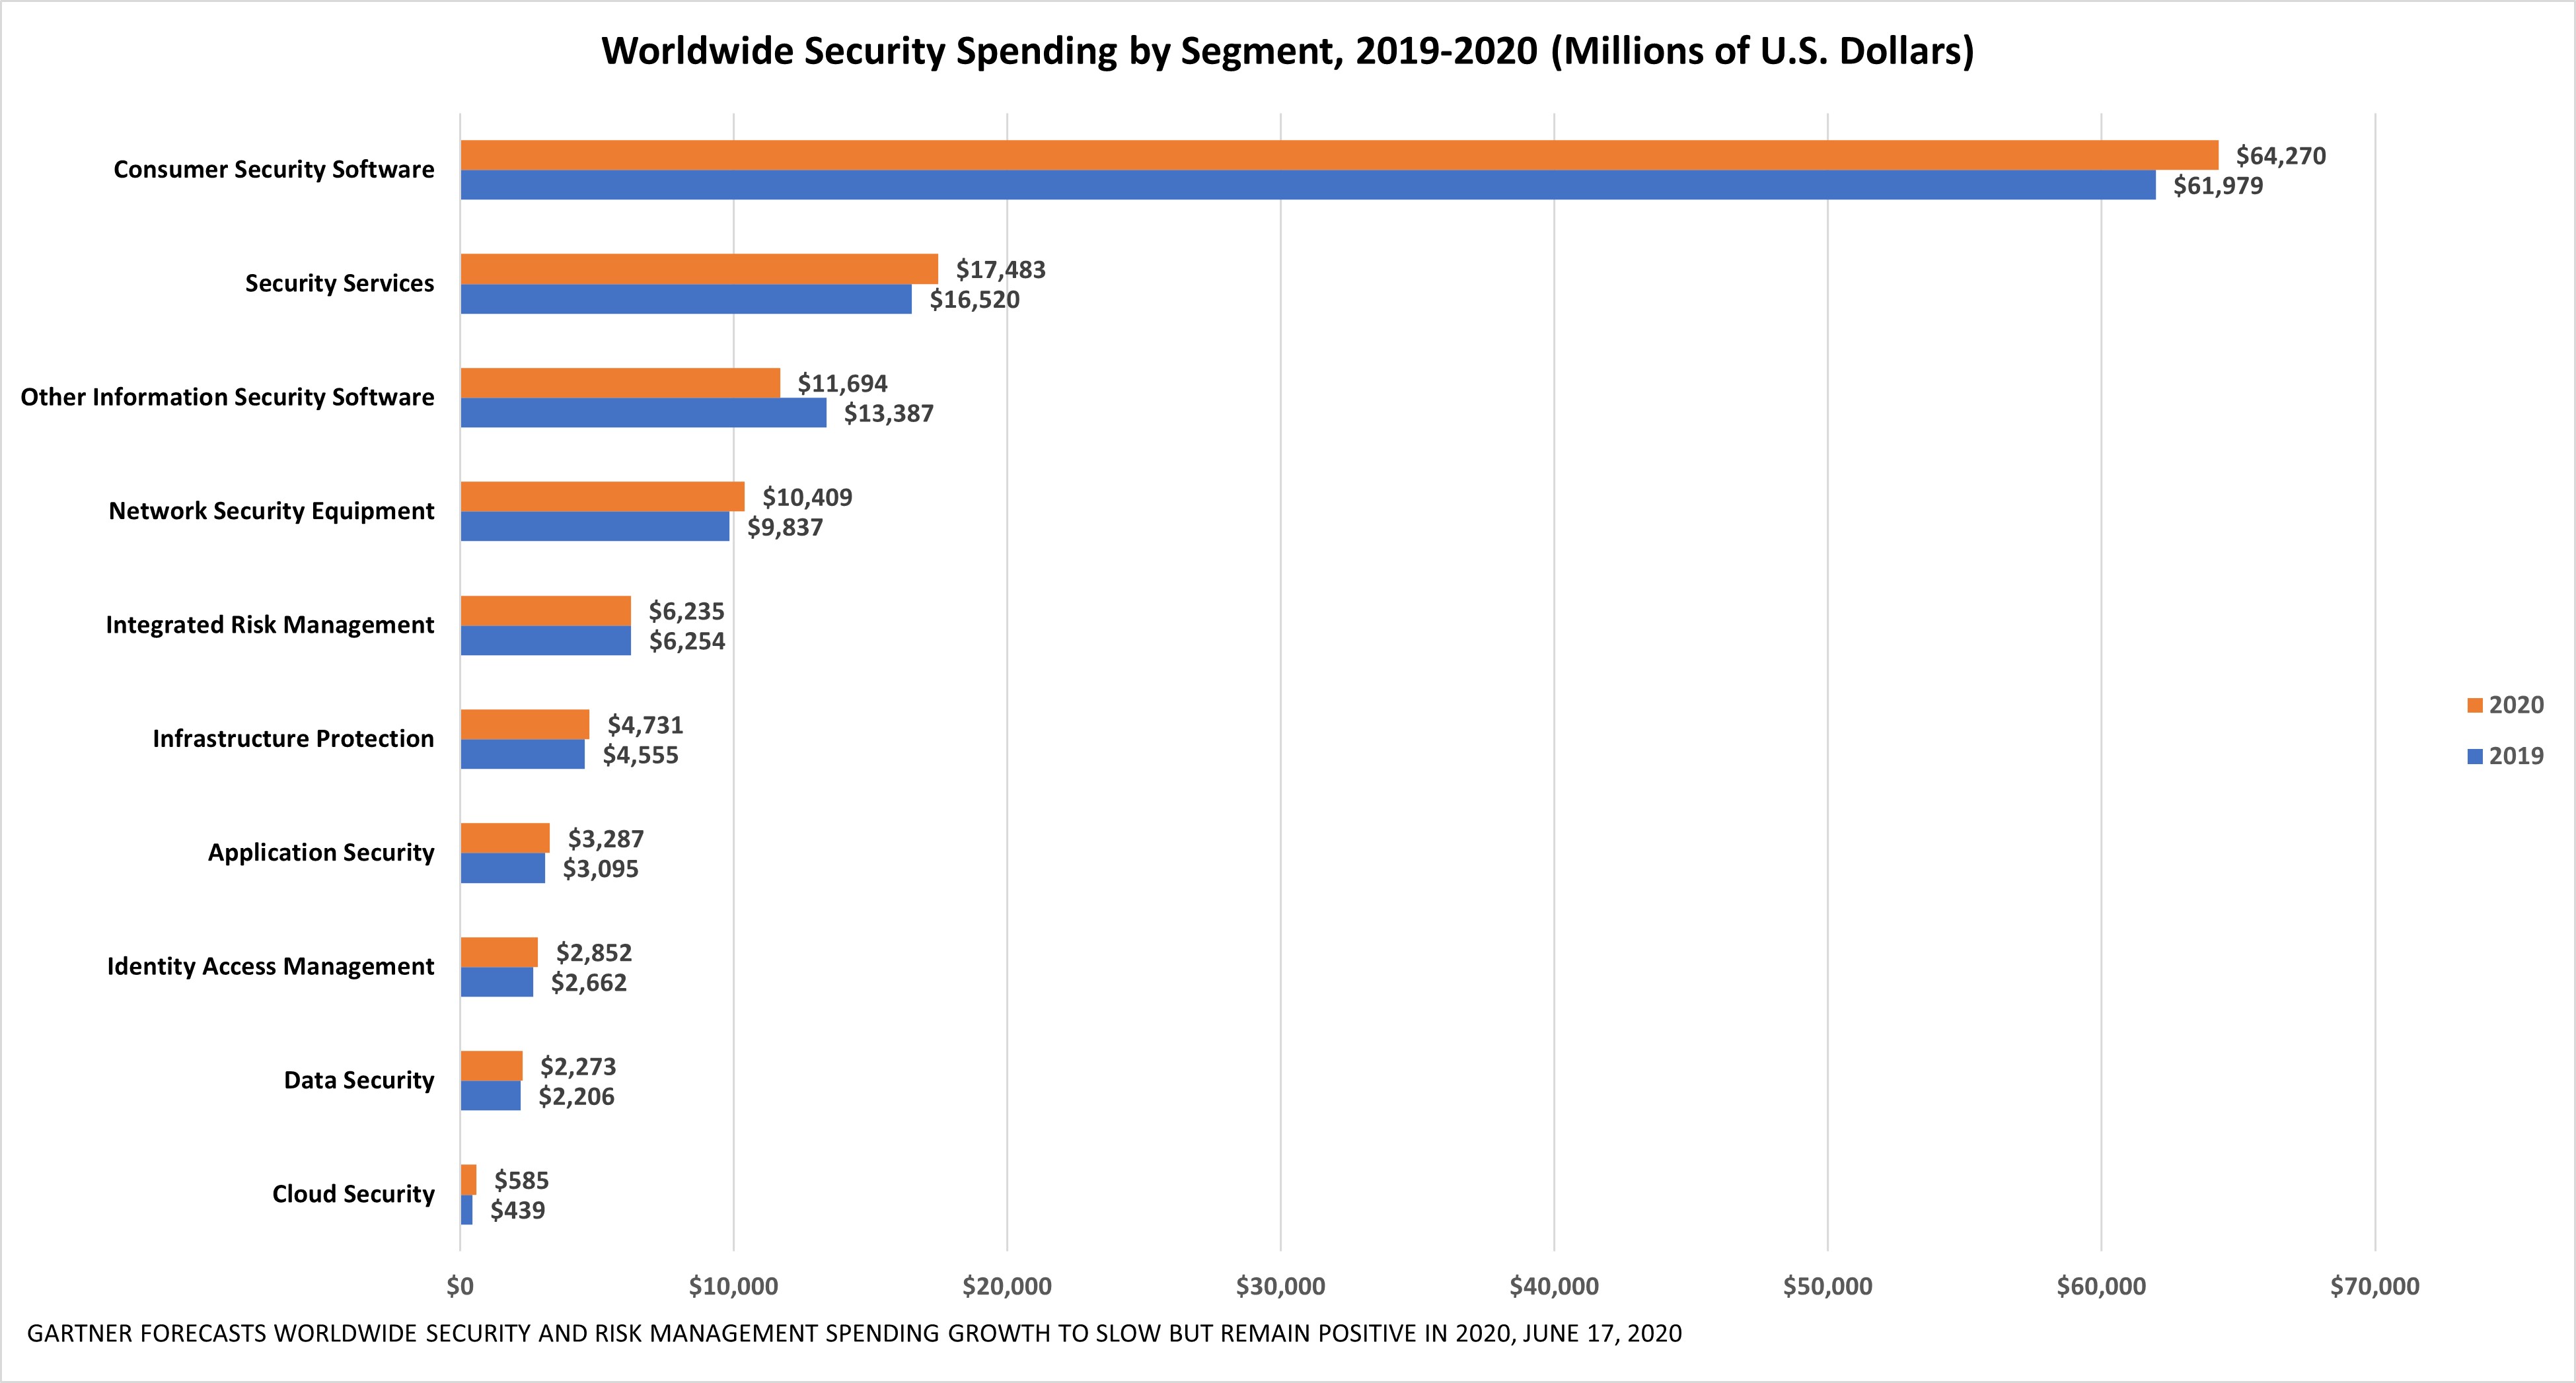 Worldwide Security Spending by Segment, 2019-2020 (Millions of U.S. Dollars)
Consumer Security Software
$64,270
$61,979
Security Services
$17,483
$16,520
Other Information Security Software
$11,694
$13,387
Network Security Equipment
$10,409
$9,837
Integrated Risk Management
$6,235
$6,254
Infrastructure Protection
$4,731
$4,555
Application Security
$3,287
$3,095
Identity Access Management
$2,852
$2,662
Data Security
$2,273
$2,206
Cloud Security
$585
$439
2020
2019
$0 $10,000 $20,000 $30,000 $40,000 $50,000 $60,000 $70,000
GARTNER FORECASTS WORLDWIDE SECURITY AND RISK MANAGEMENT SPENDING GROWTH TO SLOW BUT REMAIN POSITIVE IN 2020, JUNE 17, 2020